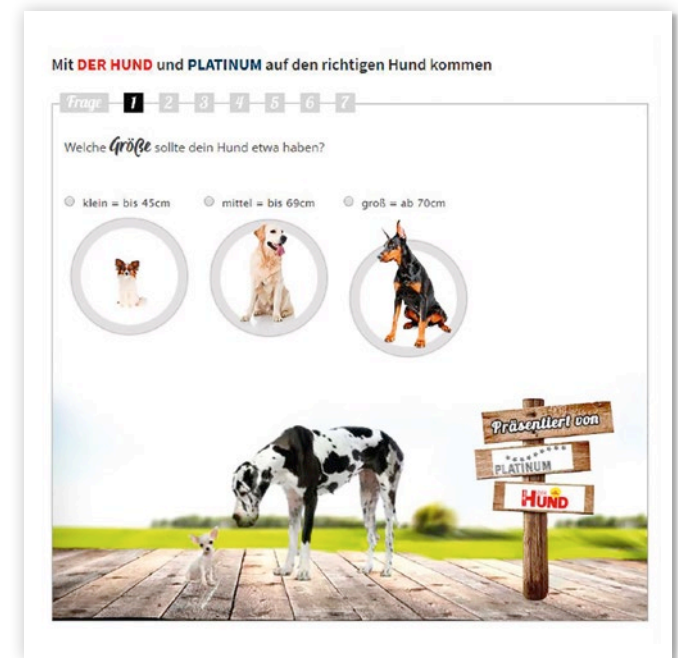 Mit DER HUND und PLATINUM auf den richtigen Hund kommen
Frage 1 2 3 4 5 6 7
Welche Größe sollte dein Hund etwa haben?
klein = bis 45cm mittel = bis 69cm groß = ab 70cm
Präsentiert von
PLATINUM
HUND